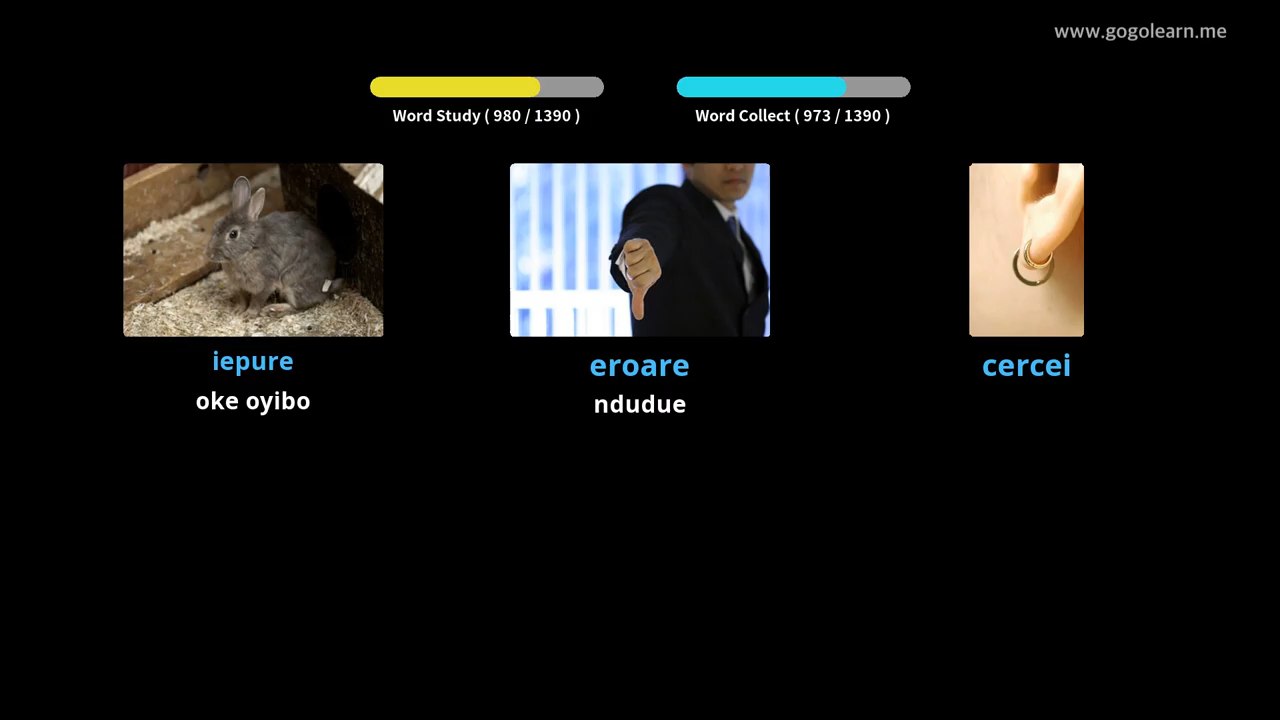 www.gogolearn.me
Word Study ( 980 / 1390 )
Word Collect ( 973 / 1390 )
iepure
oke oyibo
eroare
ndudue
cercei